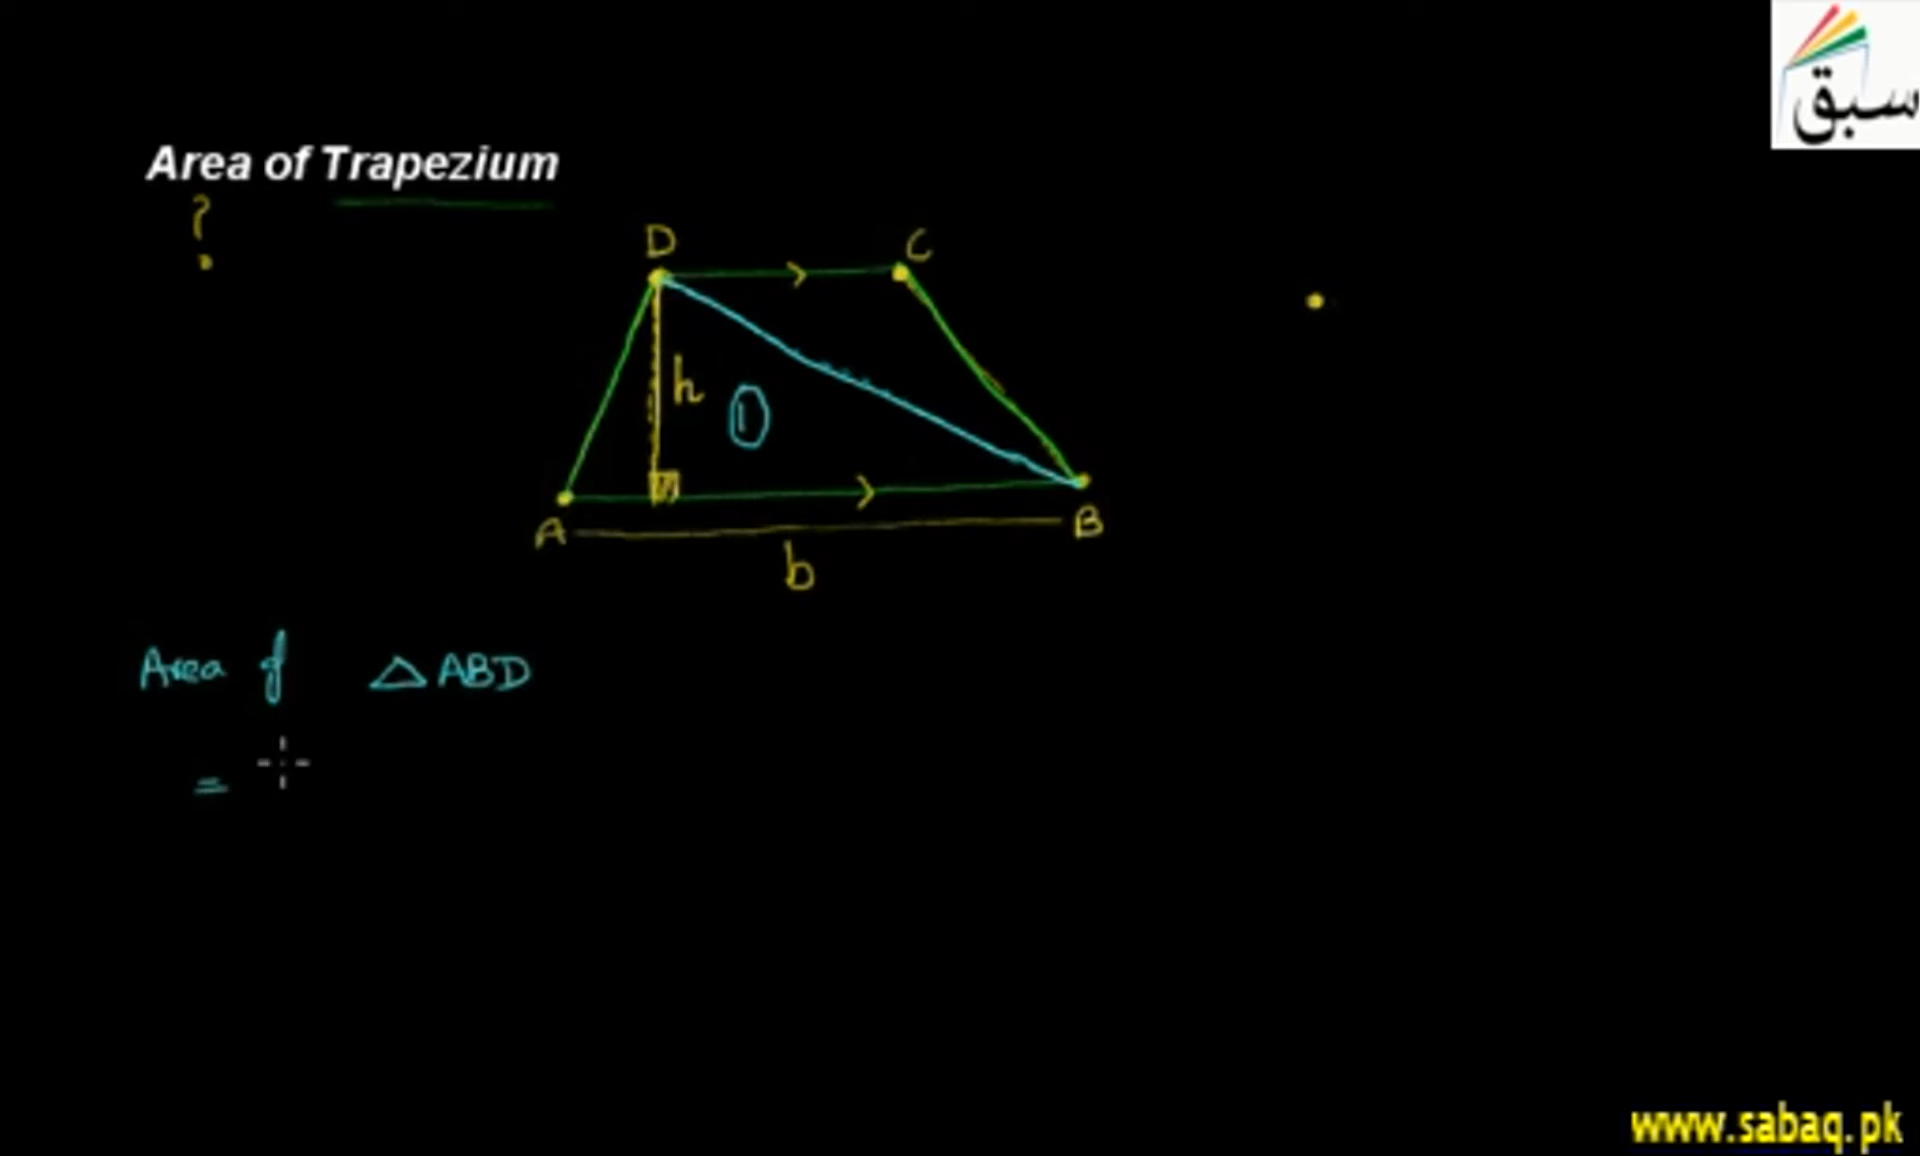 سبق
Area of Trapezium
?
D
C
h
1
A
B
b
Area of △ ABD
=
www.sabaq.pk